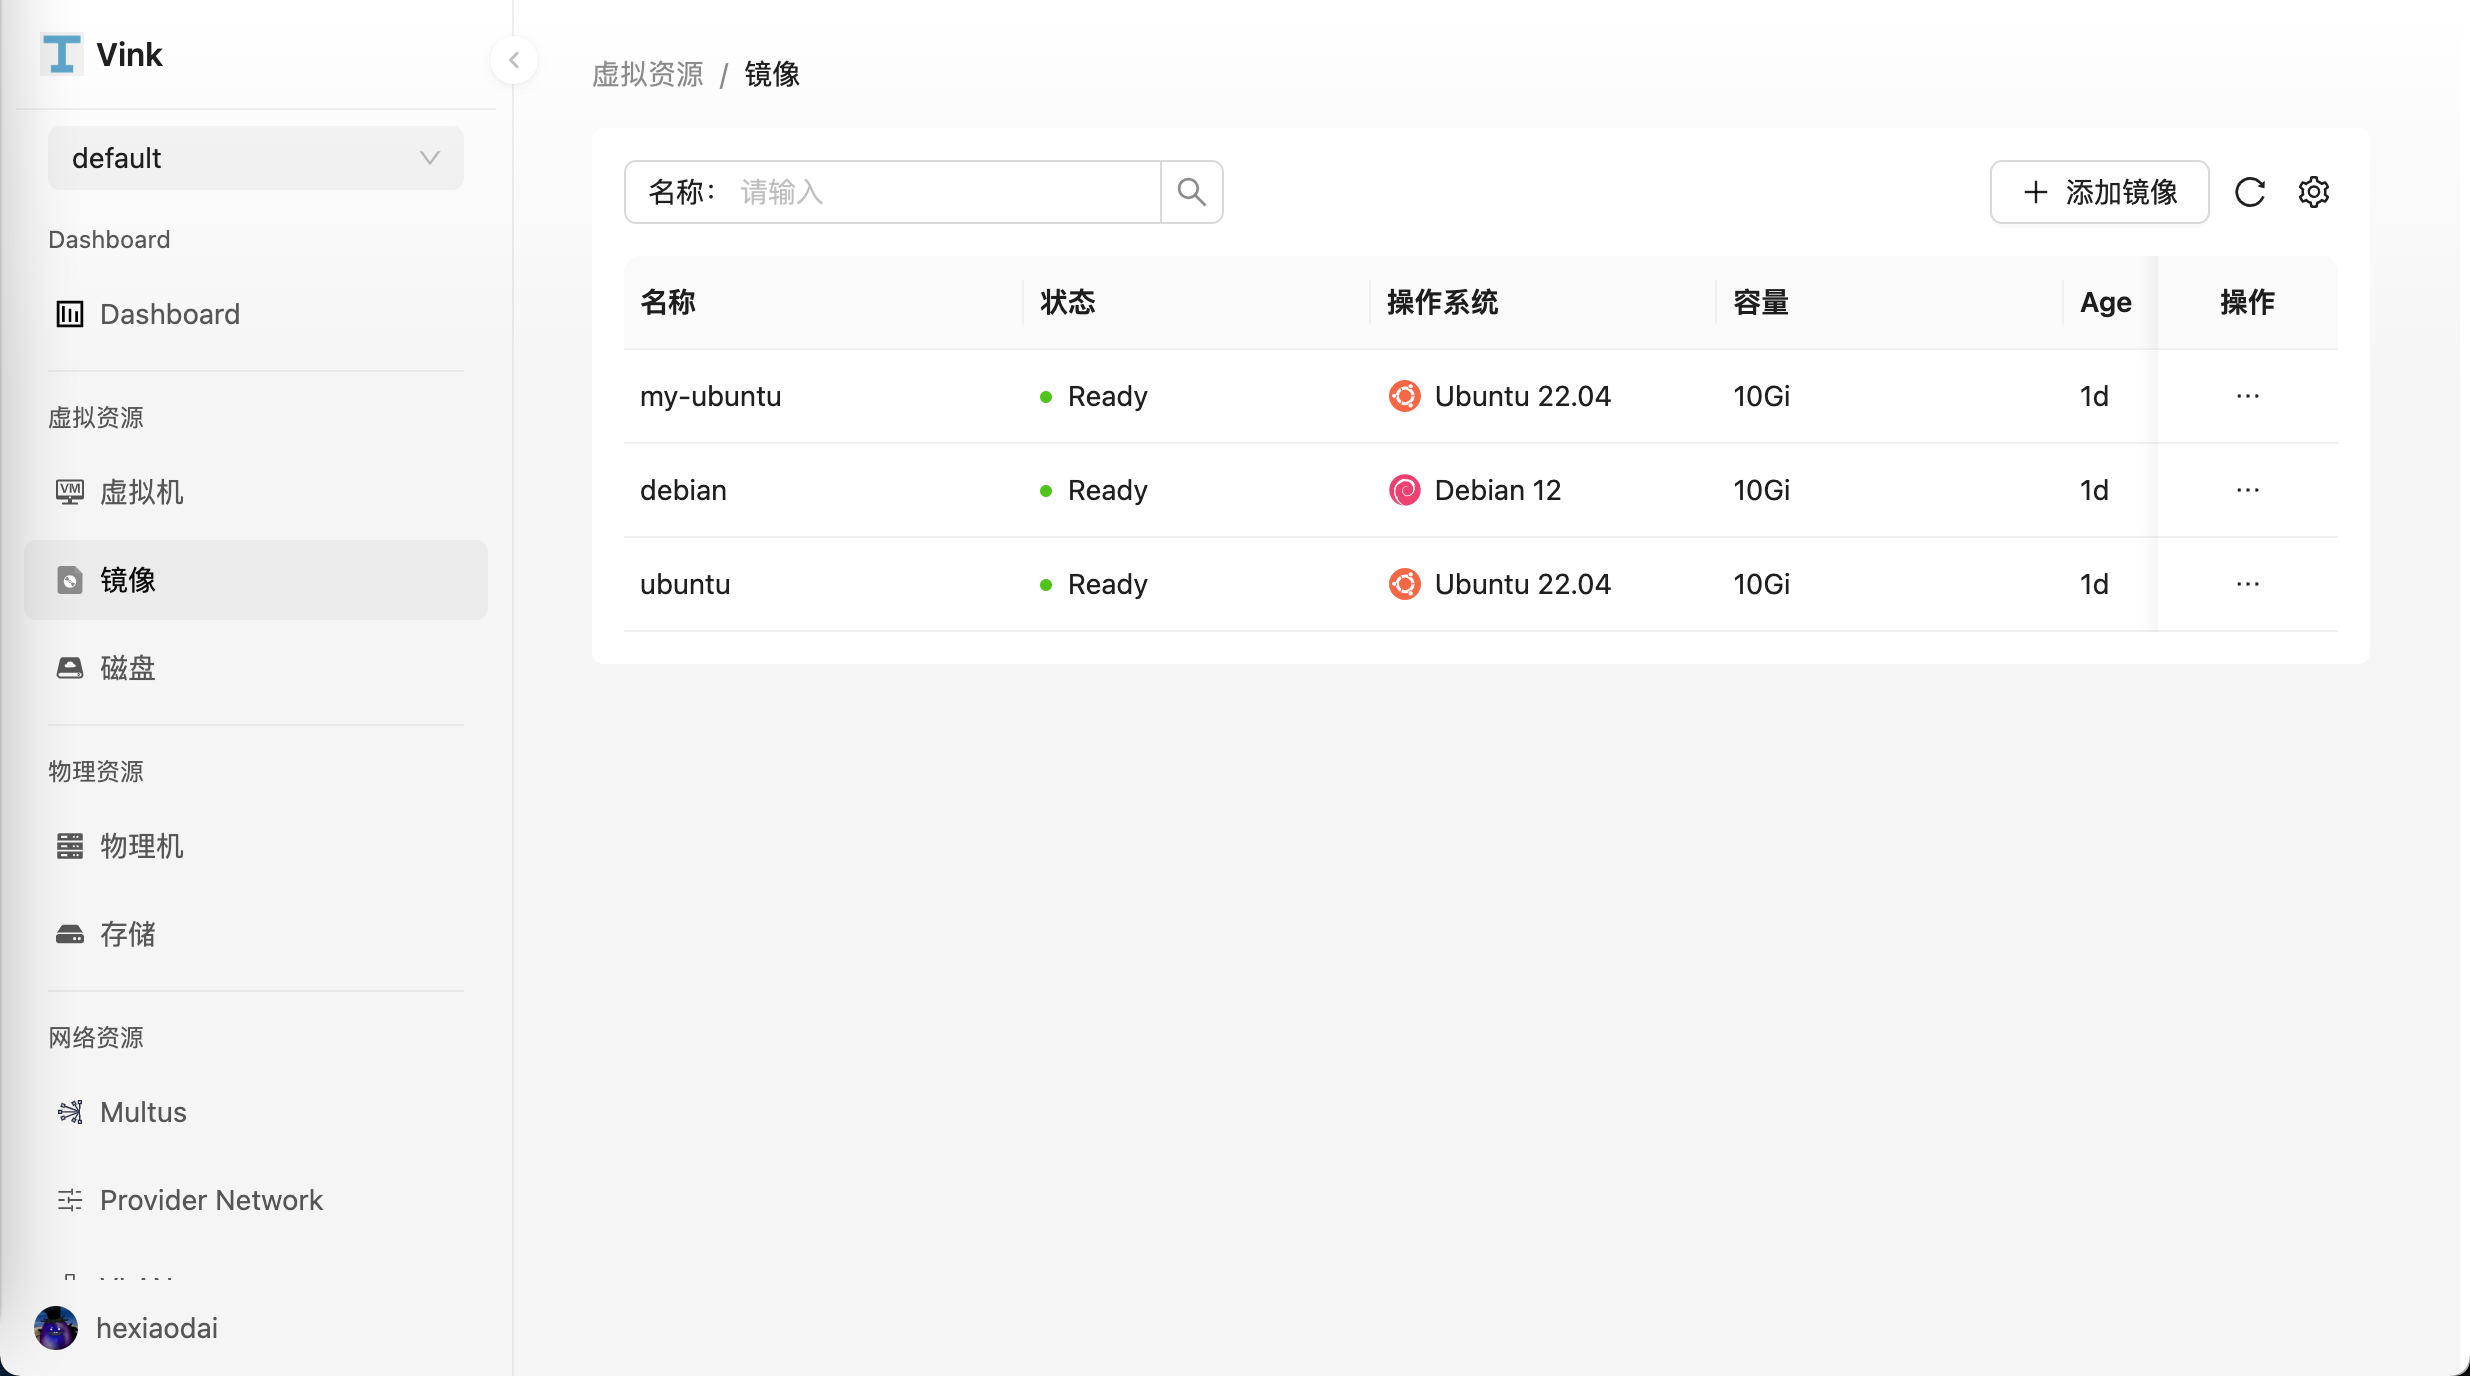 Vink
default
Dashboard
Dashboard
虚拟资源
虚拟机
镜像
磁盘
物理资源
物理机
存储
网络资源
Multus
Provider Network
hexiaodai
虚拟资源 / 镜像
名称： 请输入
添加镜像
名称 状态 操作系统 容量 Age 操作
my-ubuntu Ready Ubuntu 22.04 10Gi 1d ...
debian Ready Debian 12 10Gi 1d ...
ubuntu Ready Ubuntu 22.04 10Gi 1d ...